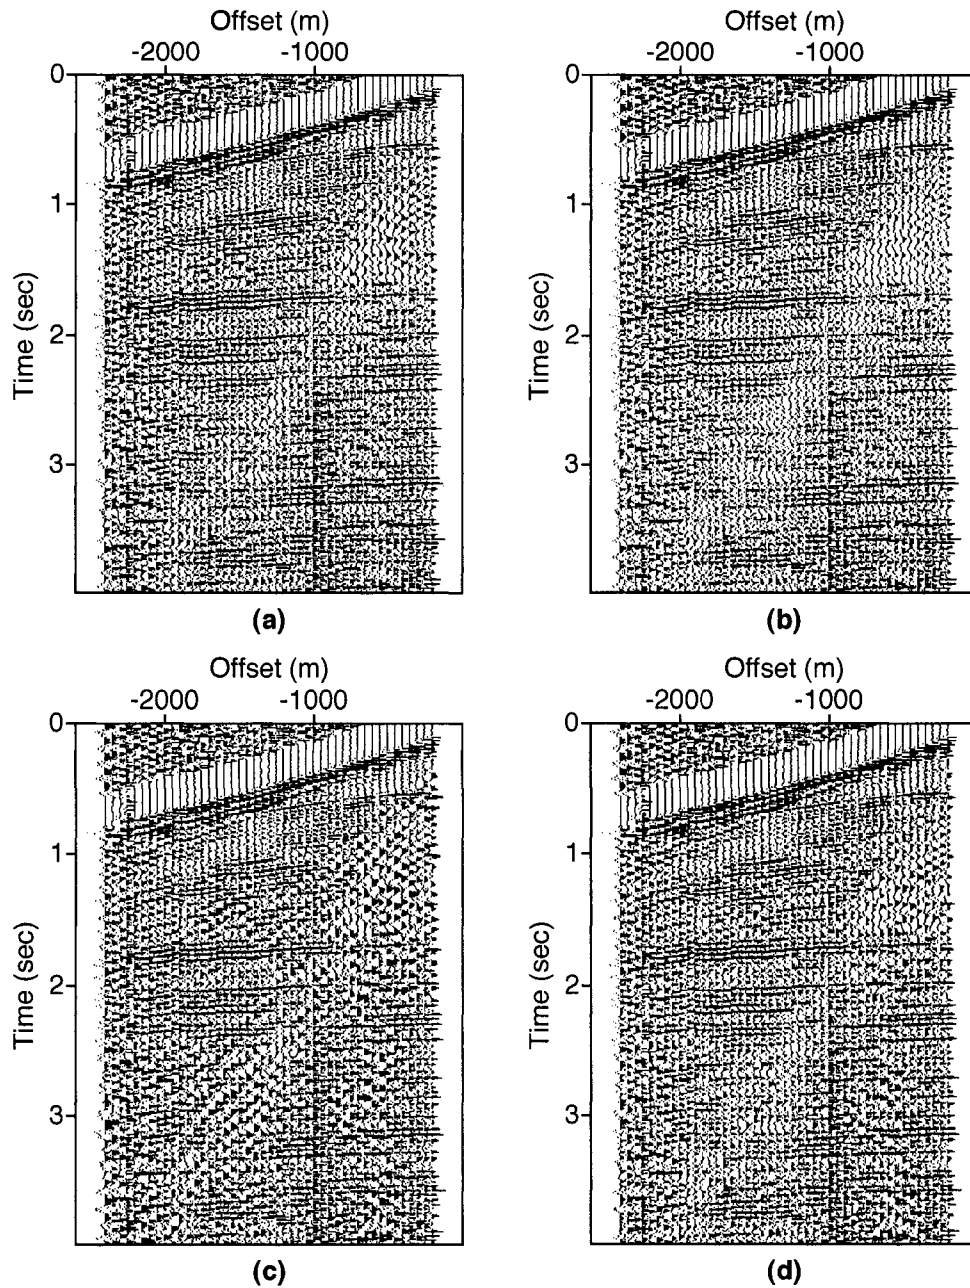 Offset (m)
-2000 -1000
0
1
2
3
Time (sec)
(a)
Offset (m)
-2000 -1000
0
1
2
3
Time (sec)
(b)
Offset (m)
-2000 -1000
0
1
2
3
Time (sec)
(c)
Offset (m)
-2000 -1000
0
1
2
3
Time (sec)
(d)